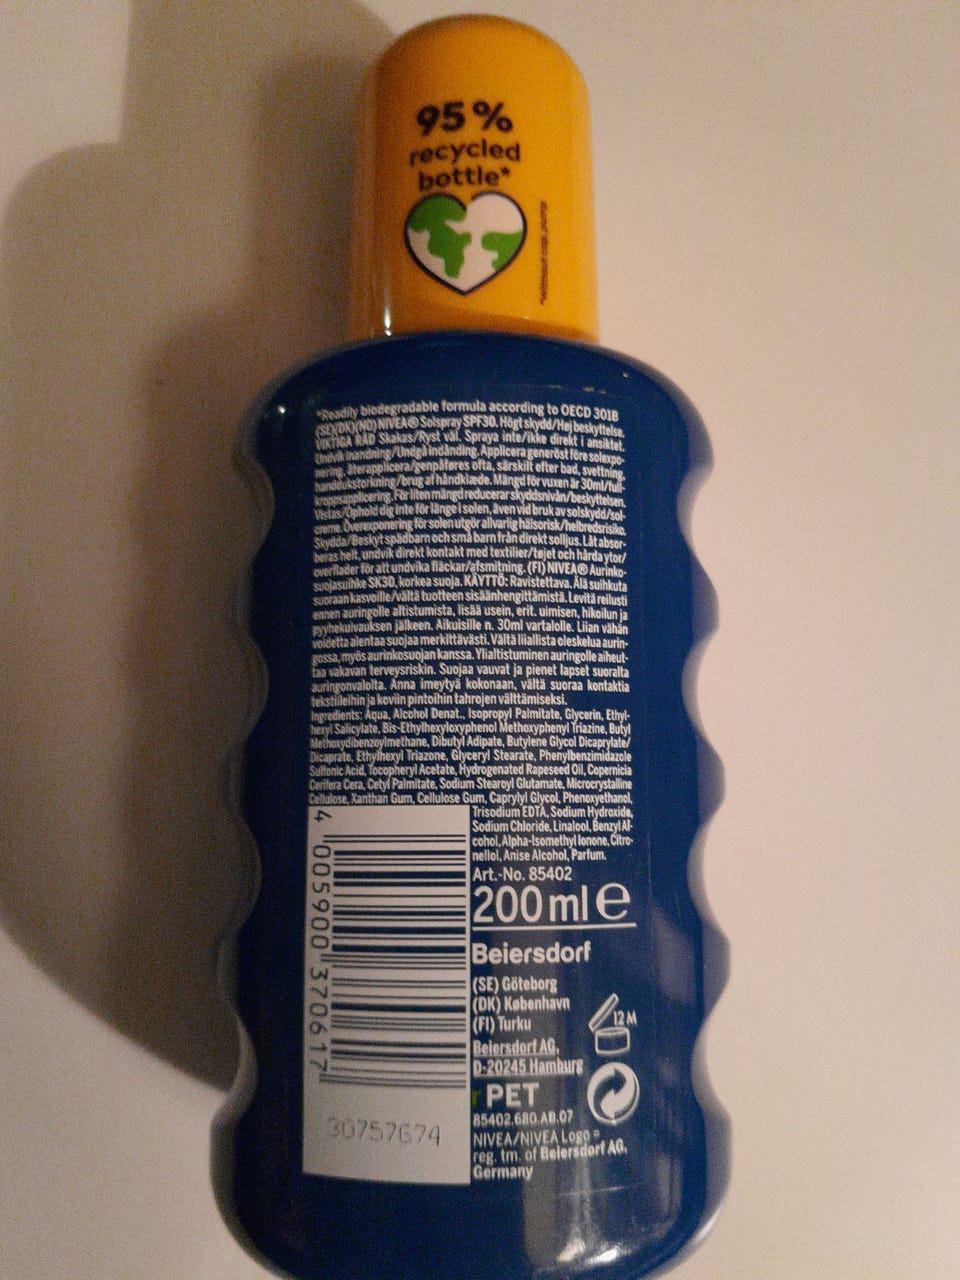 95%
recycled
bottle*
*without cap, pump
*Readily biodegradable formula according to OECD 301B
(SE)(DK)(NO) NIVEA® Solspray SPF30. Högt skydd/Høj beskyttelse.
VIKTIGA RÅD Skakas/Ryst väl. Spraya inte/ikke direkt i ansiktet.
Undvik inandning/Undgå indånding. Applicera generöst före solexpo-
nering, återapplicera/genpåføres ofta, särskilt efter bad, svettning,
handdukstorkning/brug af håndklæde. Mängd för vuxen är 30ml/full-
kroppsapplicering. För liten mängd reducerar skyddsnivån/beskyttelsen.
Vistas/Ophold dig inte för länge i solen, även vid bruk av solskydd/sol-
creme. Överexponering för solen utgör allvarlig hälsorisk/helbredsrisiko.
Skydda/Beskyt spädbarn och små barn från direkt solljus. Låt absor-
beras helt, undvik direkt kontakt med textilier/tøjet och hårda ytor/
overflader för att undvika fläckar/afsmitning. (FI) NIVEA® Aurinko-
suojasuihke SK30, korkea suoja. KÄYTTÖ: Ravistettava. Älä suihkuta
suoraan kasvoille/vältä tuotteen sisäänhengittämistä. Levitä reilusti
ennen auringolle altistumista, lisää usein, erit. uimisen, hikoilun ja
pyyhekuivauksen jälkeen. Aikuisille n. 30ml vartalolle. Liian vähän
voidetta alentaa suojaa merkittävästi. Vältä liiallista oleskelua aurin-
gossa, myös aurinkosuojan kanssa. Ylialtistuminen auringolle aiheut-
taa vakavan terveysriskin. Suojaa vauvat ja pienet lapset suoralta
auringonvalolta. Anna imeytyä kokonaan, vältä suoraa kontaktia
tekstiileihin ja koviin pintoihin tahrojen välttämiseksi.
Ingredients: Aqua, Alcohol Denat., Isopropyl Palmitate, Glycerin, Ethyl-
hexyl Salicylate, Bis-Ethylhexyloxyphenol Methoxyphenyl Triazine, Butyl
Methoxydibenzoylmethane, Dibutyl Adipate, Butylene Glycol Dicaprylate/
Dicaprate, Ethylhexyl Triazone, Glyceryl Stearate, Phenylbenzimidazole
Sulfonic Acid, Tocopheryl Acetate, Hydrogenated Rapeseed Oil, Copernicia
Cerifera Cera, Cetyl Palmitate, Sodium Stearoyl Glutamate, Microcrystalline
Cellulose, Xanthan Gum, Cellulose Gum, Caprylyl Glycol, Phenoxyethanol,
Trisodium EDTA, Sodium Hydroxide,
Sodium Chloride, Linalool, Benzyl Al-
cohol, Alpha-Isomethyl Ionone, Citro-
nellol, Anise Alcohol, Parfum.
Art.-No. 85402
200 ml e
Beiersdorf
(SE) Göteborg
(DK) København
(FI) Turku
12 M
Beiersdorf AG,
D-20245 Hamburg
r PET
85402.680.AB.07
NIVEA/NIVEA Logo =
reg. tm. of Beiersdorf AG,
Germany
4 005900 370617
30757674